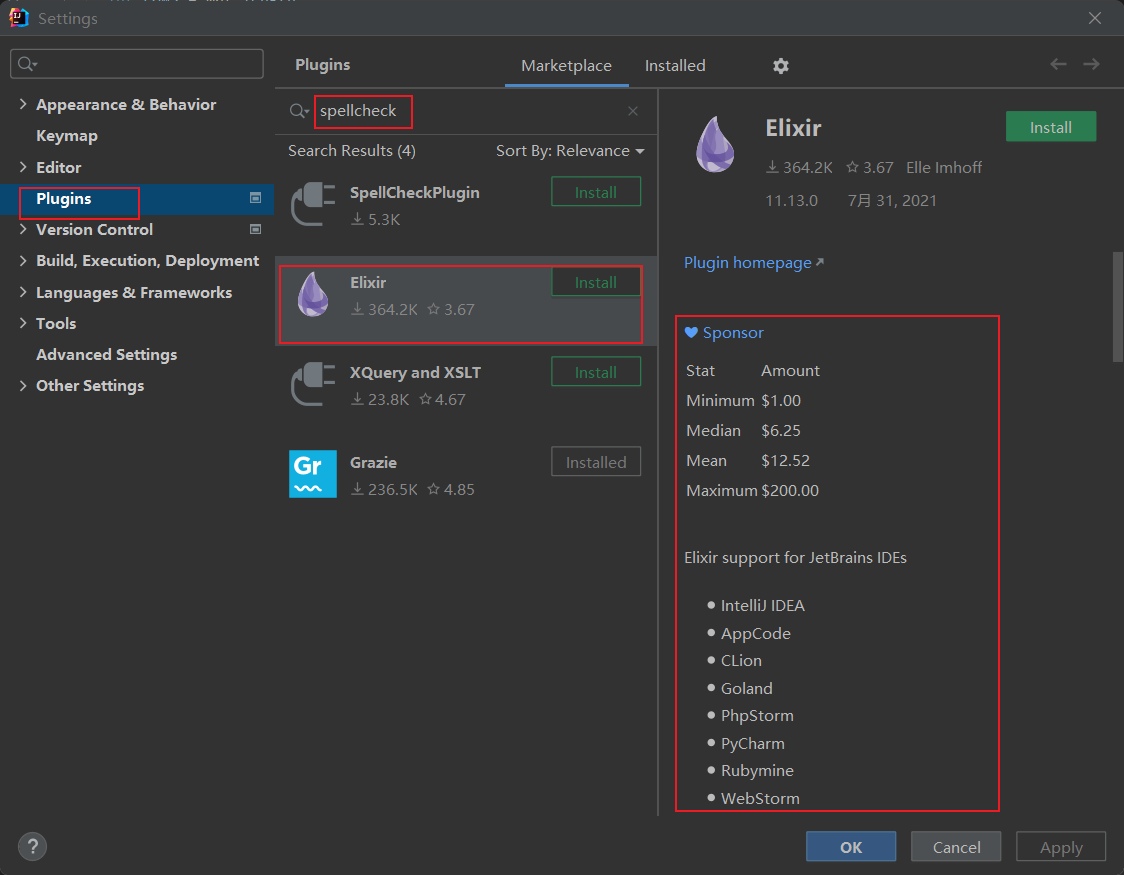 Settings
Plugins
Marketplace
Installed
Appearance & Behavior
Keymap
Editor
Plugins
Version Control
Build, Execution, Deployment
Languages & Frameworks
Tools
Advanced Settings
Other Settings
spellcheck
Search Results (4)
Sort By: Relevance
SpellCheckPlugin
Install
5.3K
Elixir
Install
364.2K
3.67
XQuery and XSLT
Install
23.8K
4.67
Gr
Grazie
Installed
236.5K
4.85
Elixir
Install
364.2K
3.67
Elle Imhoff
11.13.0
7月 31, 2021
Plugin homepage
Sponsor
Stat Amount
Minimum $1.00
Median $6.25
Mean $12.52
Maximum $200.00
Elixir support for JetBrains IDEs
IntelliJ IDEA
AppCode
CLion
Goland
PhpStorm
PyCharm
Rubymine
WebStorm
?
OK
Cancel
Apply